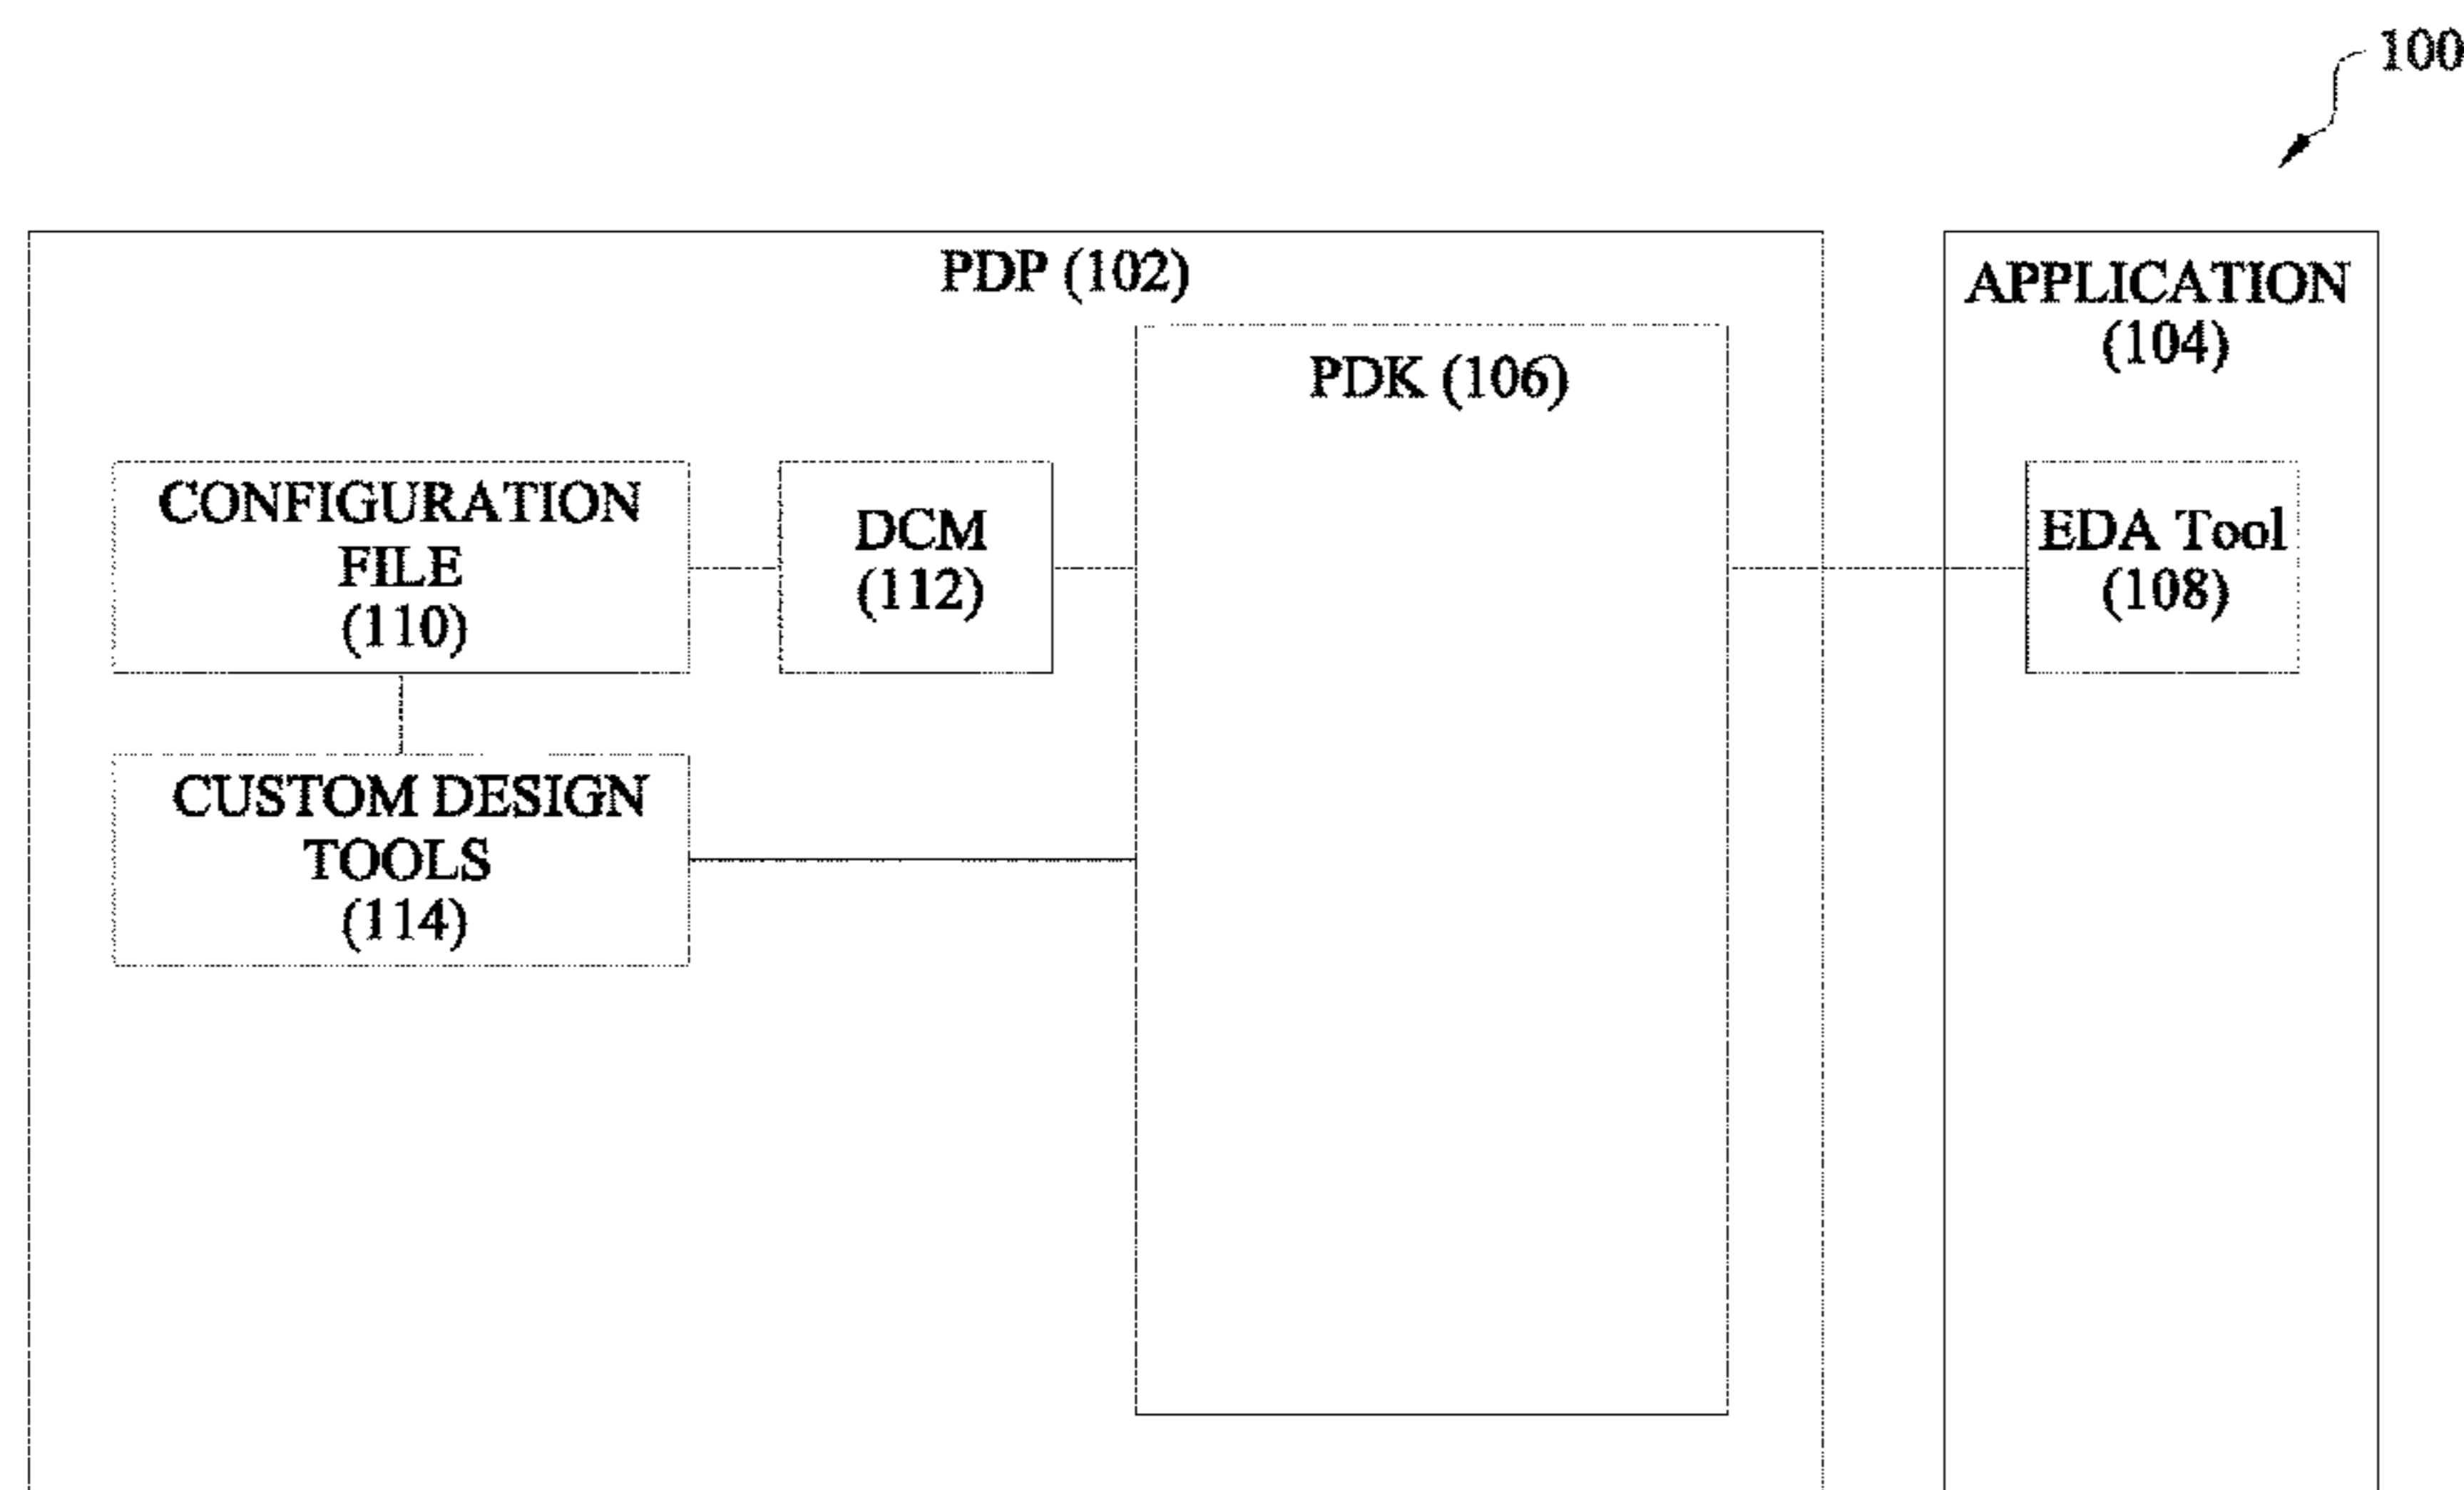 100
PDP (102)
APPLICATION
(104)
PDK (106)
CONFIGURATION
FILE
(110)
DCM
(112)
EDA Tool
(108)
CUSTOM DESIGN
TOOLS
(114)